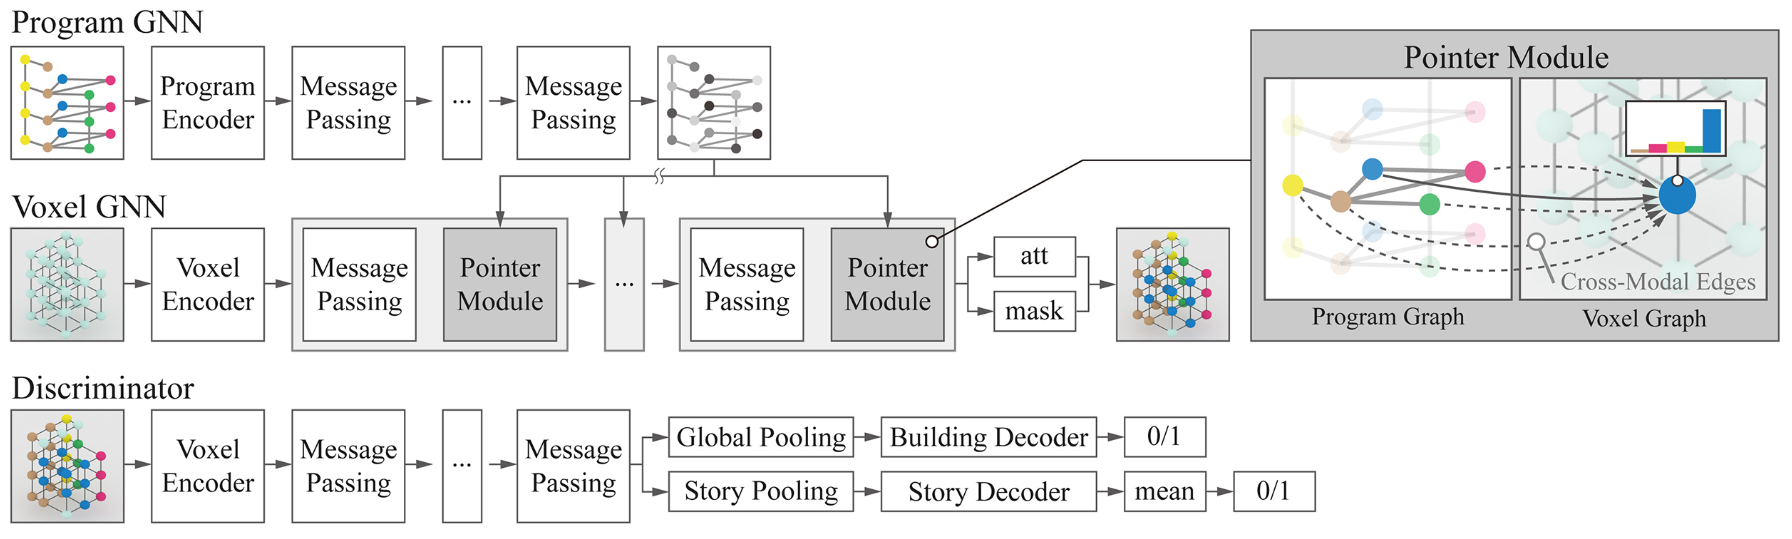 Program GNN
Program
Encoder
Message
Passing
...
Message
Passing
Voxel GNN
Voxel
Encoder
Message
Passing
Pointer
Module
...
Message
Passing
Pointer
Module
att
mask
Discriminator
Voxel
Encoder
Message
Passing
...
Message
Passing
Global Pooling
Building Decoder
0/1
Story Pooling
Story Decoder
mean
0/1
Pointer Module
Cross-Modal Edges
Program Graph
Voxel Graph